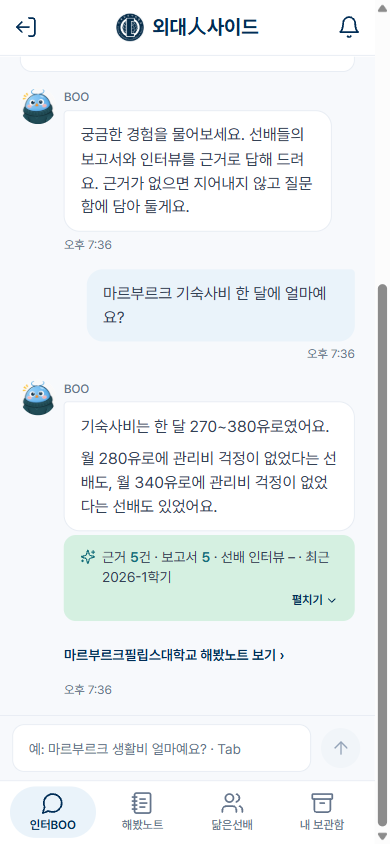 외대人사이드
BOO
궁금한 경험을 물어보세요. 선배들의
보고서와 인터뷰를 근거로 답해 드려
요. 근거가 없으면 지어내지 않고 질문
함에 담아 둘게요.
오후 7:36
마르부르크 기숙사비 한 달에 얼마예
요?
오후 7:36
BOO
기숙사비는 한 달 270~380유로였어요.
월 280유로에 관리비 걱정이 없었다는 선
배도, 월 340유로에 관리비 걱정이 없었
다는 선배도 있었어요.
근거 5건 · 보고서 5 · 선배 인터뷰 – · 최근
2026-1학기
펼치기
마르부르크필립스대학교 해봤노트 보기 ›
오후 7:36
예: 마르부르크 생활비 얼마예요? · Tab
인터BOO
해봤노트
닮은선배
내 보관함